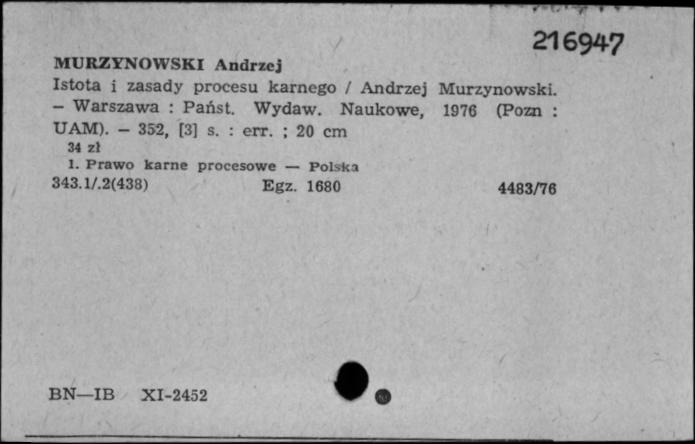 216947
MURZYNOWSKI Andrzej
Istota i zasady procesu karnego / Andrzej Murzynowski.
— Warszawa : Państ. Wydaw. Naukowe, 1976 (Pozn :
UAM). — 352, [3] s. : err. ; 20 cm
34 zł
1. Prawo karne procesowe — Polska
343.1/.2(438) Egz. 1680 4483/76
BN—IB XI-2452